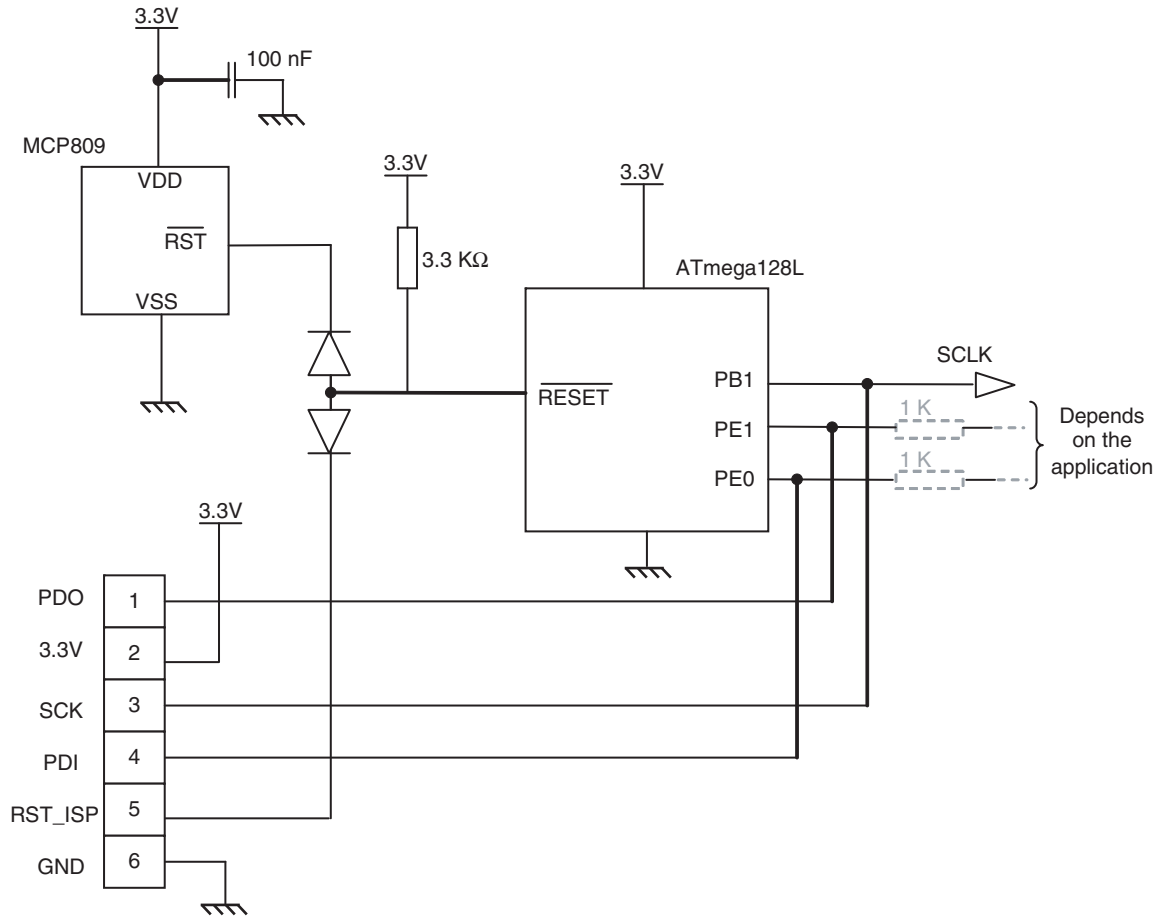 3.3V
100 nF
MCP809
VDD
RST
VSS
3.3V
3.3 KΩ
3.3V
ATmega128L
RESET
PB1
PE1
PE0
SCLK
1 K
1 K
Depends
on the
application
3.3V
PDO 1
3.3V 2
SCK 3
PDI 4
RST_ISP 5
GND 6